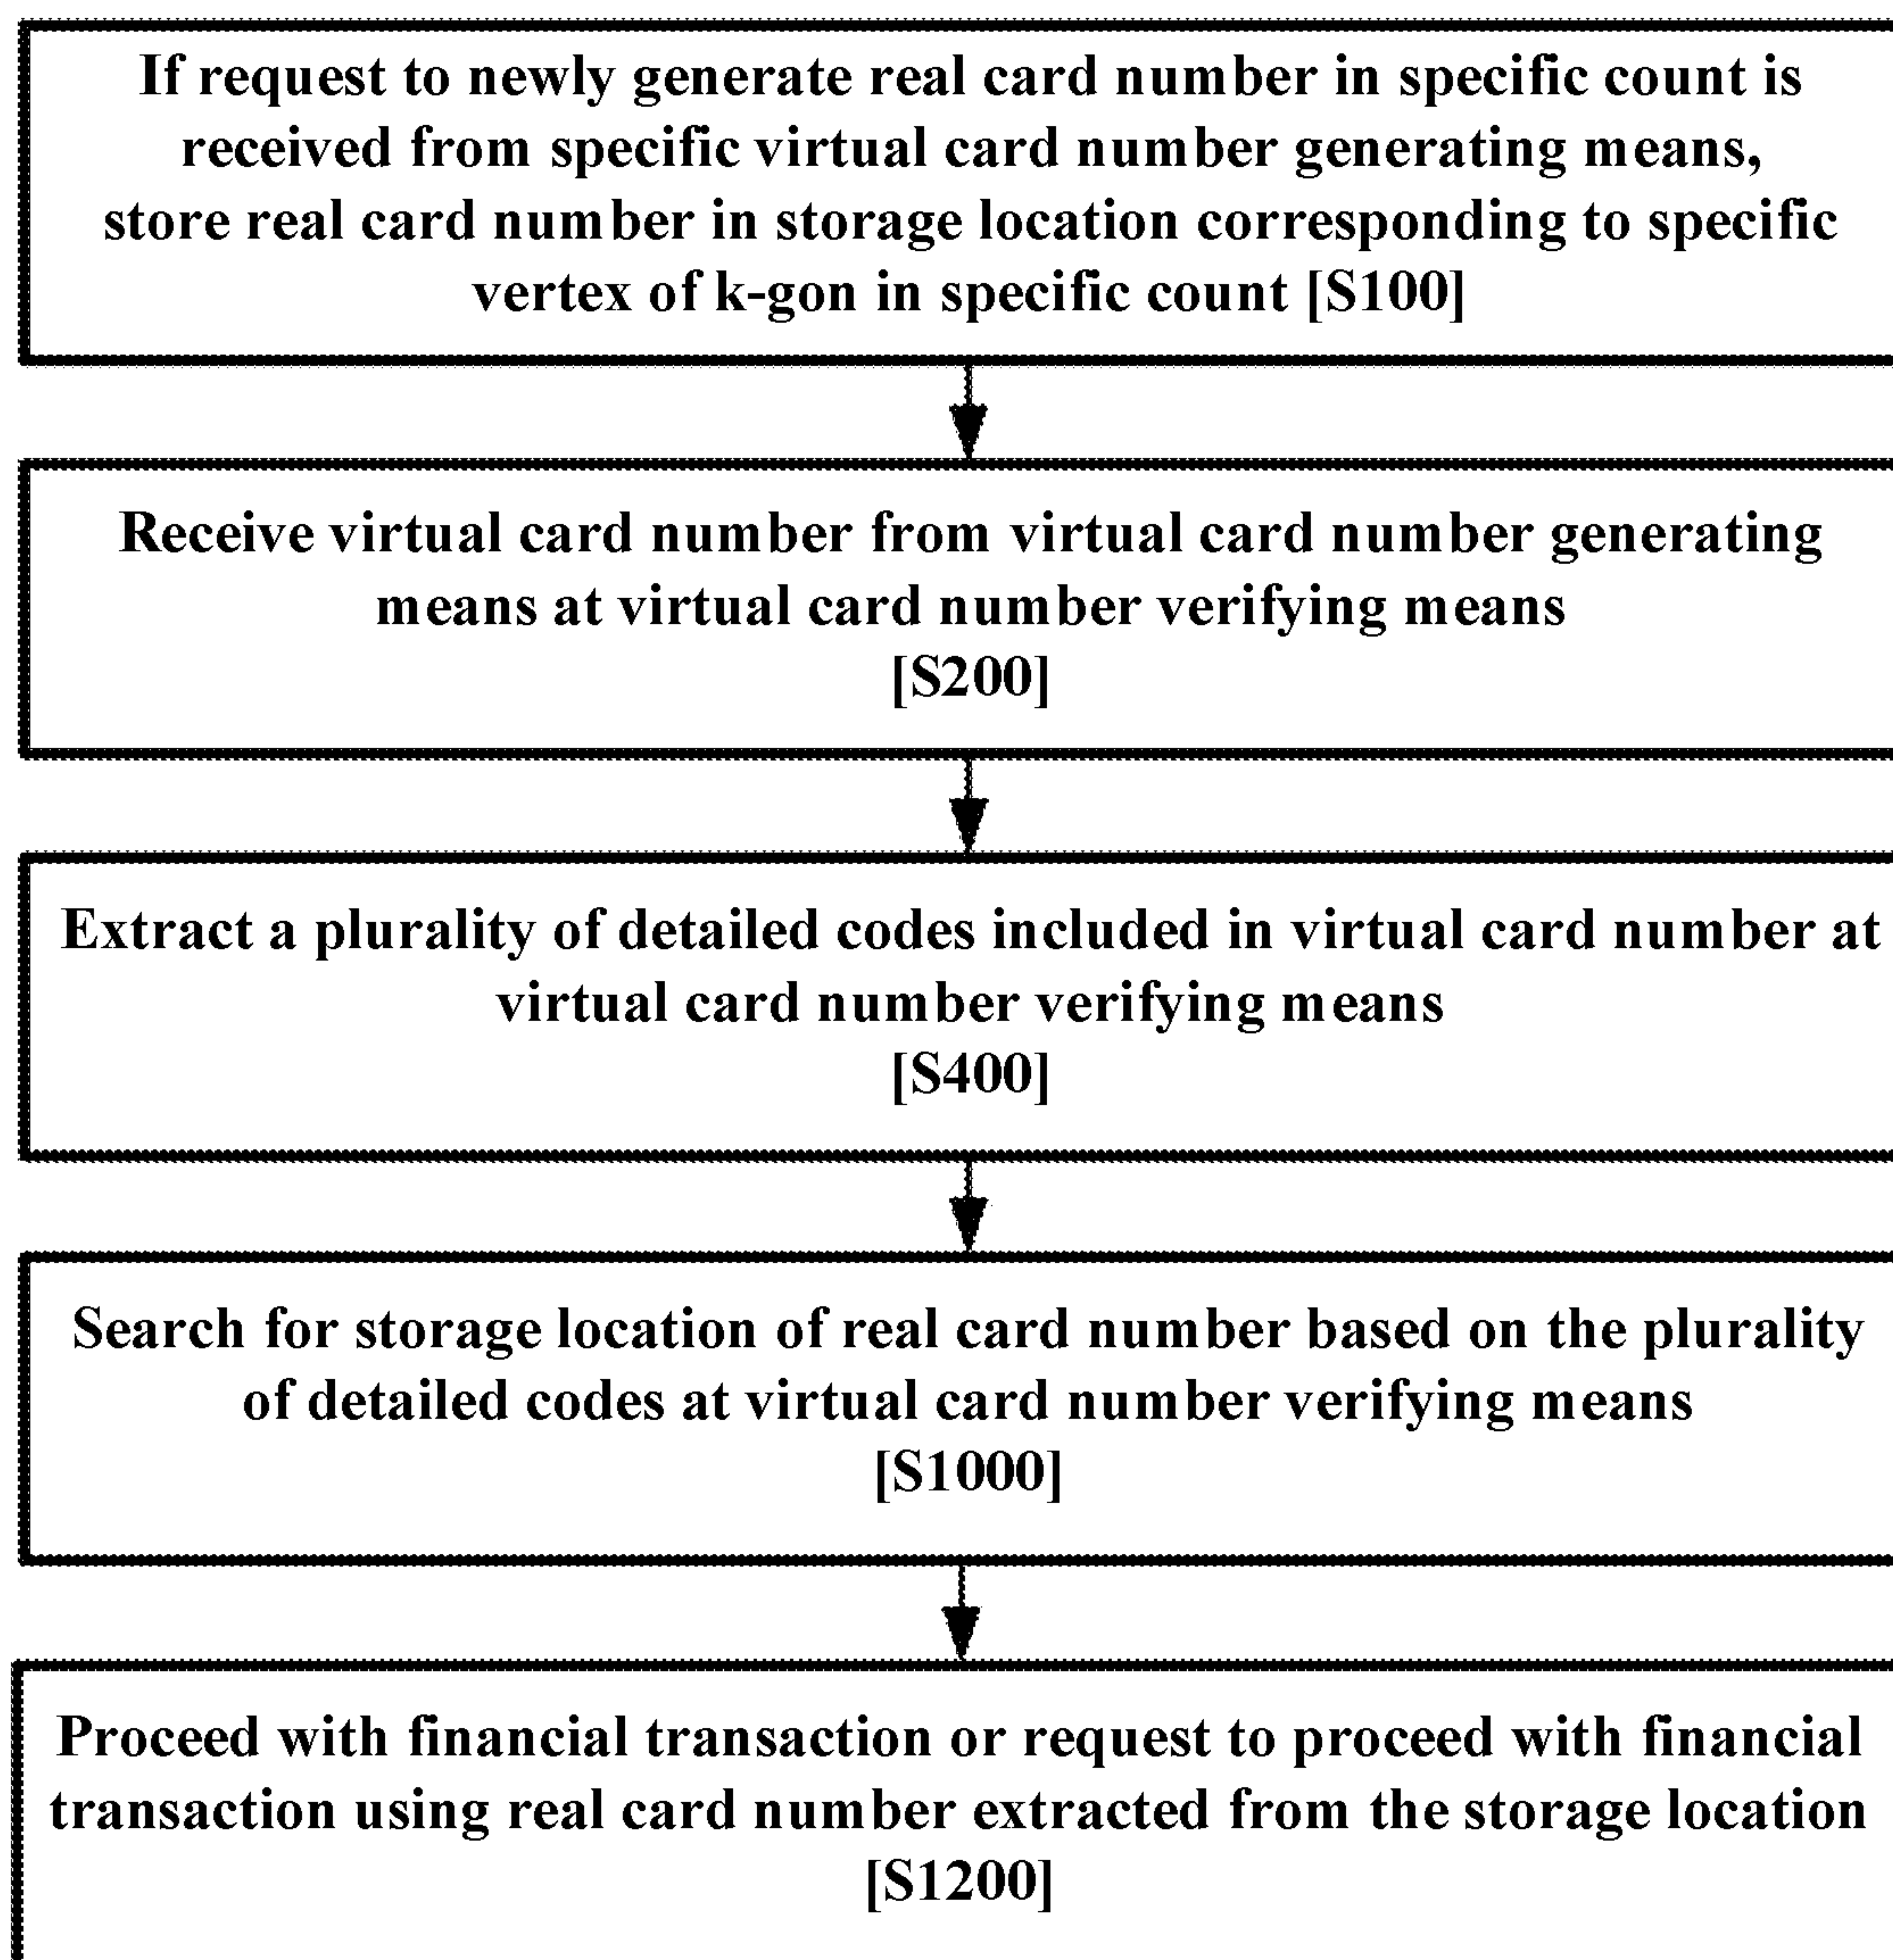 If request to newly generate real card number in specific count is
received from specific virtual card number generating means,
store real card number in storage location corresponding to specific
vertex of k-gon in specific count [S100]
Receive virtual card number from virtual card number generating
means at virtual card number verifying means
[S200]
Extract a plurality of detailed codes included in virtual card number at
virtual card number verifying means
[S400]
Search for storage location of real card number based on the plurality
of detailed codes at virtual card number verifying means
[S1000]
Proceed with financial transaction or request to proceed with financial
transaction using real card number extracted from the storage location
[S1200]